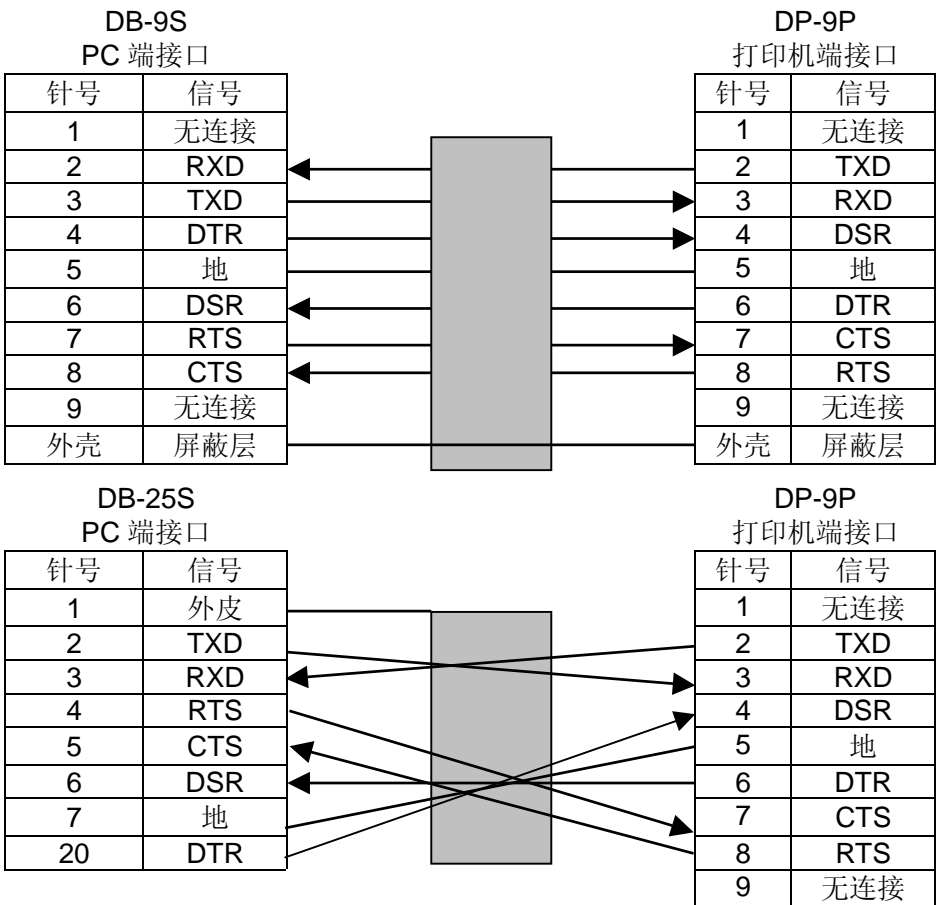 DB-9S DP-9P
PC 端接口 打印机端接口
针号 信号 针号 信号
1 无连接 1 无连接
2 RXD 2 TXD
3 TXD 3 RXD
4 DTR 4 DSR
5 地 5 地
6 DSR 6 DTR
7 RTS 7 CTS
8 CTS 8 RTS
9 无连接 9 无连接
外壳 屏蔽层 外壳 屏蔽层
DB-25S DP-9P
PC 端接口 打印机端接口
针号 信号 针号 信号
1 外皮 1 无连接
2 TXD 2 TXD
3 RXD 3 RXD
4 RTS 4 DSR
5 CTS 5 地
6 DSR 6 DTR
7 地 7 CTS
20 DTR 8 RTS
9 无连接